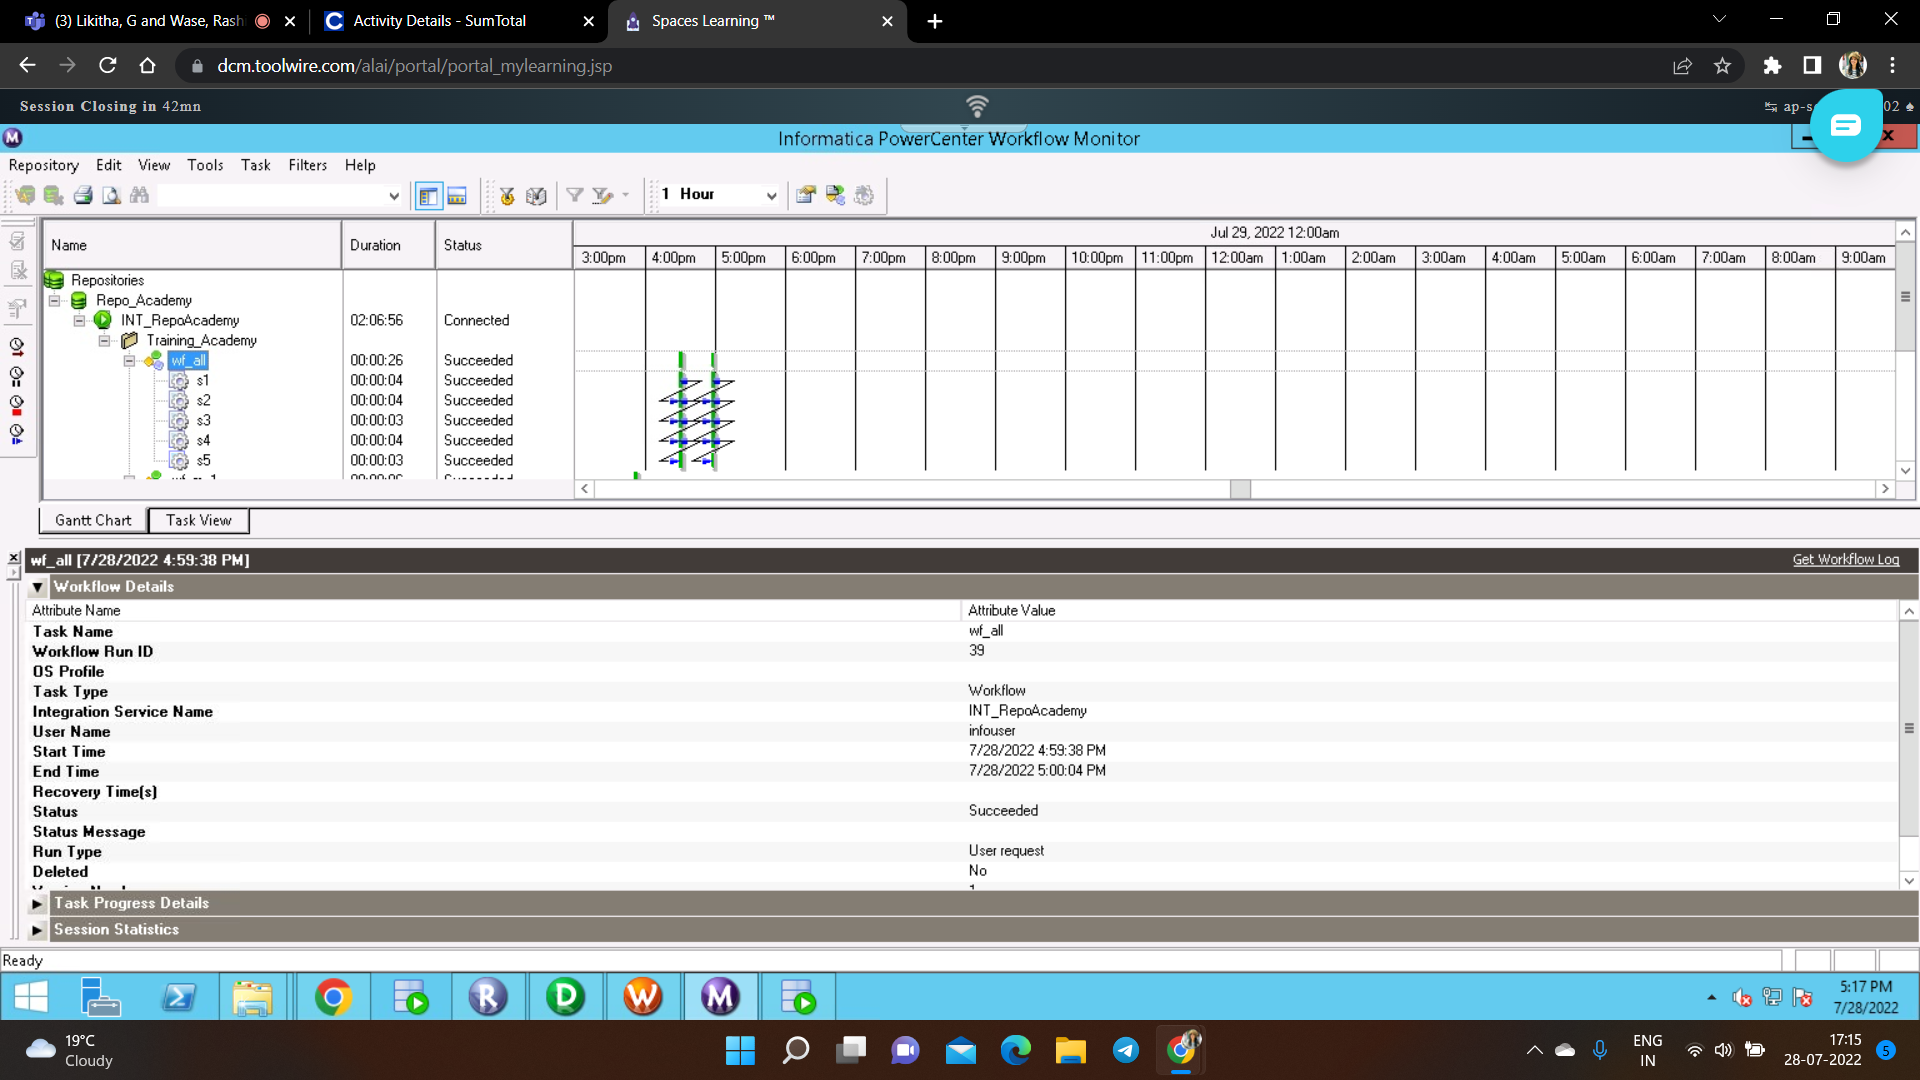 (3) Likitha, G and Wase, Rash
Activity Details - SumTotal
Spaces Learning ™
dcm.toolwire.com/alai/portal/portal_mylearning.jsp
Session Closing in 42mn
02
Informatica PowerCenter Workflow Monitor
Repository Edit View Tools Task Filters Help
1 Hour
Name Duration Status
Jul 29, 2022 12:00am
3:00pm 4:00pm 5:00pm 6:00pm 7:00pm 8:00pm 9:00pm 10:00pm 11:00pm 12:00am 1:00am 2:00am 3:00am 4:00am 5:00am 6:00am 7:00am 8:00am 9:00am
Repositories
Repo_Academy
INT_RepoAcademy 02:06:56 Connected
Training_Academy
wf_all 00:00:26 Succeeded
s1 00:00:04 Succeeded
s2 00:00:04 Succeeded
s3 00:00:03 Succeeded
s4 00:00:04 Succeeded
s5 00:00:03 Succeeded
Gantt Chart Task View
wf_all [7/28/2022 4:59:38 PM] Get Workflow Log
Workflow Details
Attribute Name Attribute Value
Task Name wf_all
Workflow Run ID 39
OS Profile
Task Type Workflow
Integration Service Name INT_RepoAcademy
User Name infouser
Start Time 7/28/2022 4:59:38 PM
End Time 7/28/2022 5:00:04 PM
Recovery Time(s)
Status Succeeded
Status Message
Run Type User request
Deleted No
Task Progress Details
Session Statistics
Ready
5:17 PM
7/28/2022
19°C
Cloudy
ENG
IN
17:15
28-07-2022
5